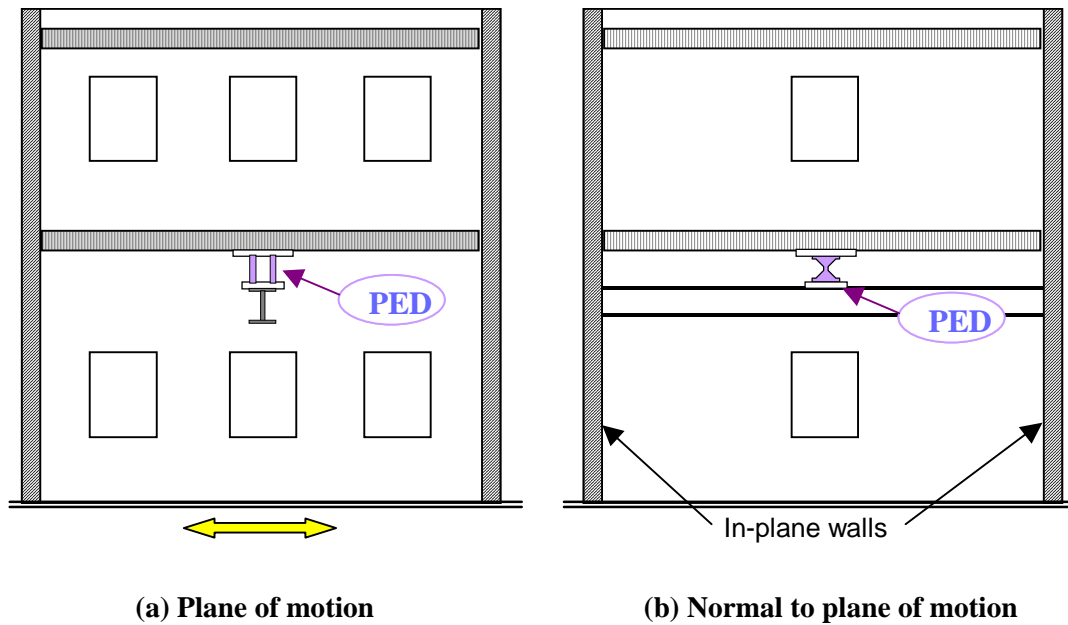 PED
PED
In-plane walls
(a) Plane of motion
(b) Normal to plane of motion